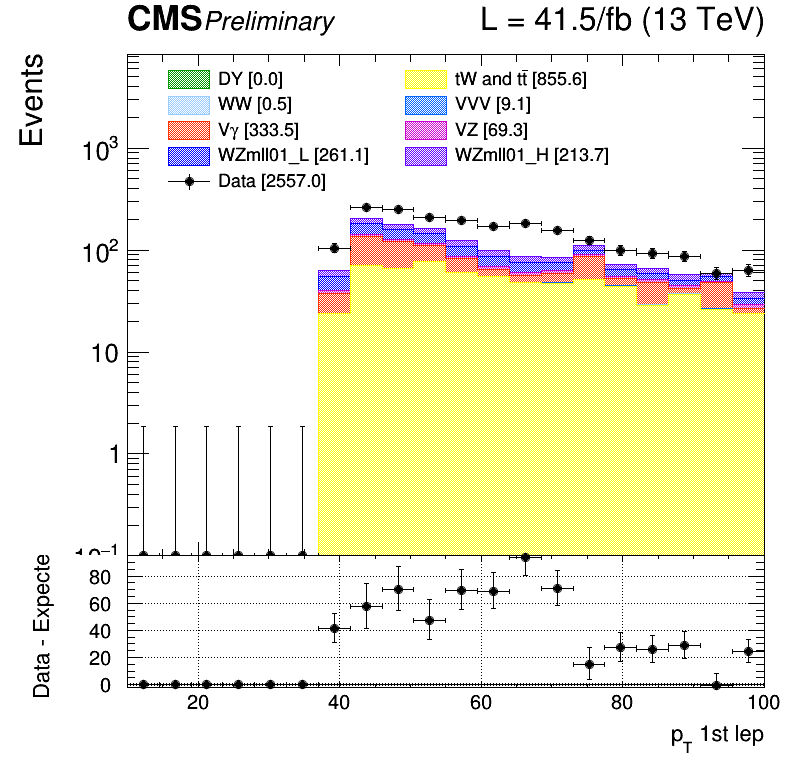 CMS Preliminary L = 41.5/fb (13 TeV)
Events
DY [0.0] tW and tt̄ [855.6]
WW [0.5] VVV [9.1]
Vγ [333.5] VZ [69.3]
WZmll01_L [261.1] WZmll01_H [213.7]
Data [2557.0]
10³
10²
10
1
Data - Expecte
80
60
40
20
0
20 40 60 80 100
p_T 1st lep